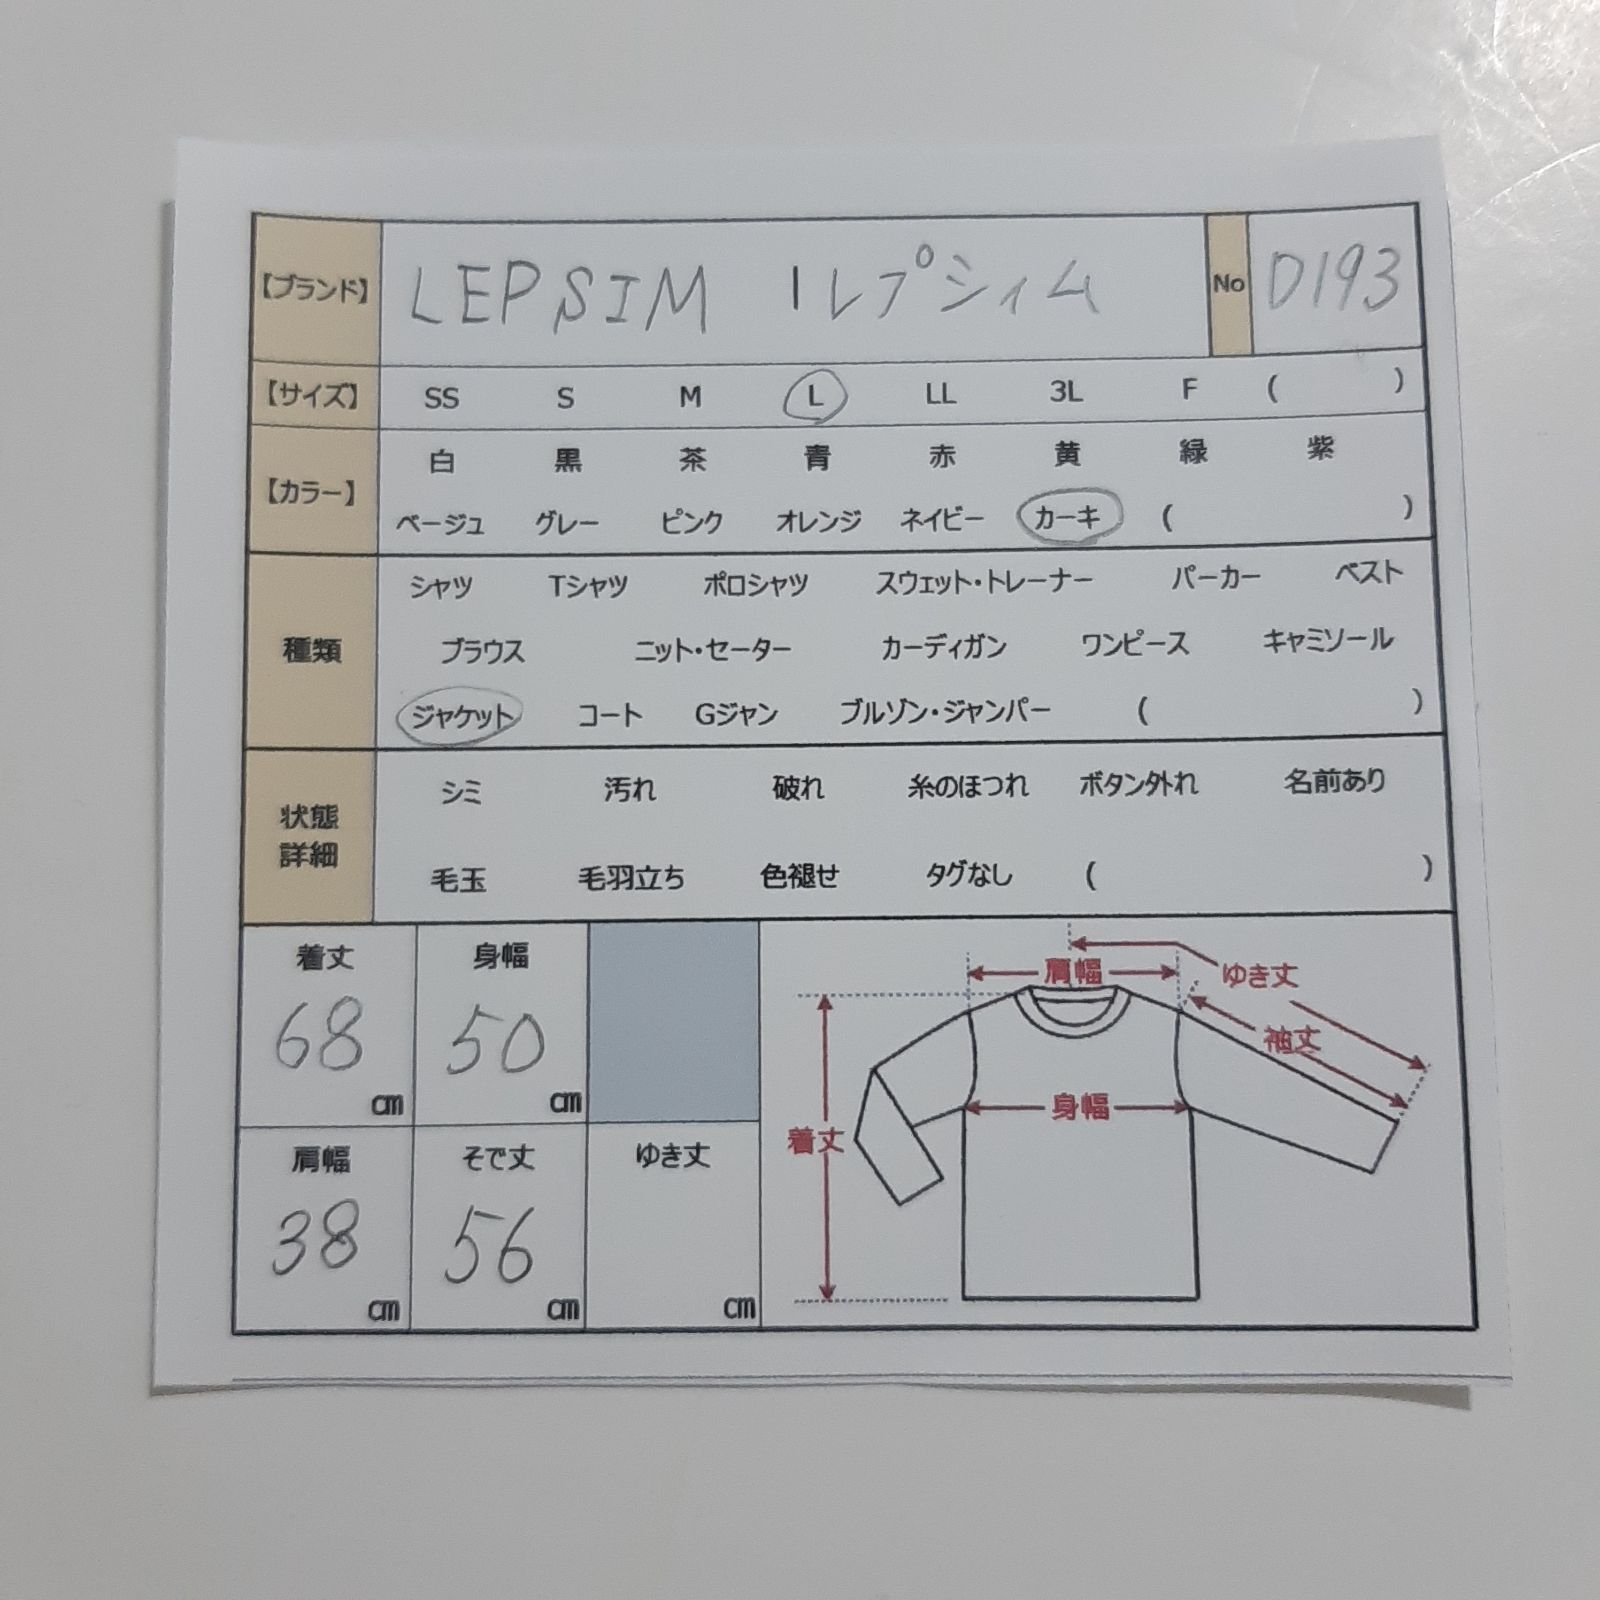 【ブランド】 LEPSIM lレプシィム No D193
【サイズ】 SS S M L LL 3L F ( )
【カラー】 白 黒 茶 青 赤 黄 緑 紫
ベージュ グレー ピンク オレンジ ネイビー カーキ ( )
種類 シャツ Tシャツ ポロシャツ スウェット・トレーナー パーカー ベスト
ブラウス ニット・セーター カーディガン ワンピース キャミソール
ジャケット コート Gジャン ブルゾン・ジャンパー ( )
状態詳細 シミ 汚れ 破れ 糸のほつれ ボタン外れ 名前あり
毛玉 毛羽立ち 色褪せ タグなし ( )
着丈 身幅
68 cm 50 cm
肩幅 そで丈 ゆき丈
38 cm 56 cm cm
肩幅
ゆき丈
袖丈
身幅
着丈